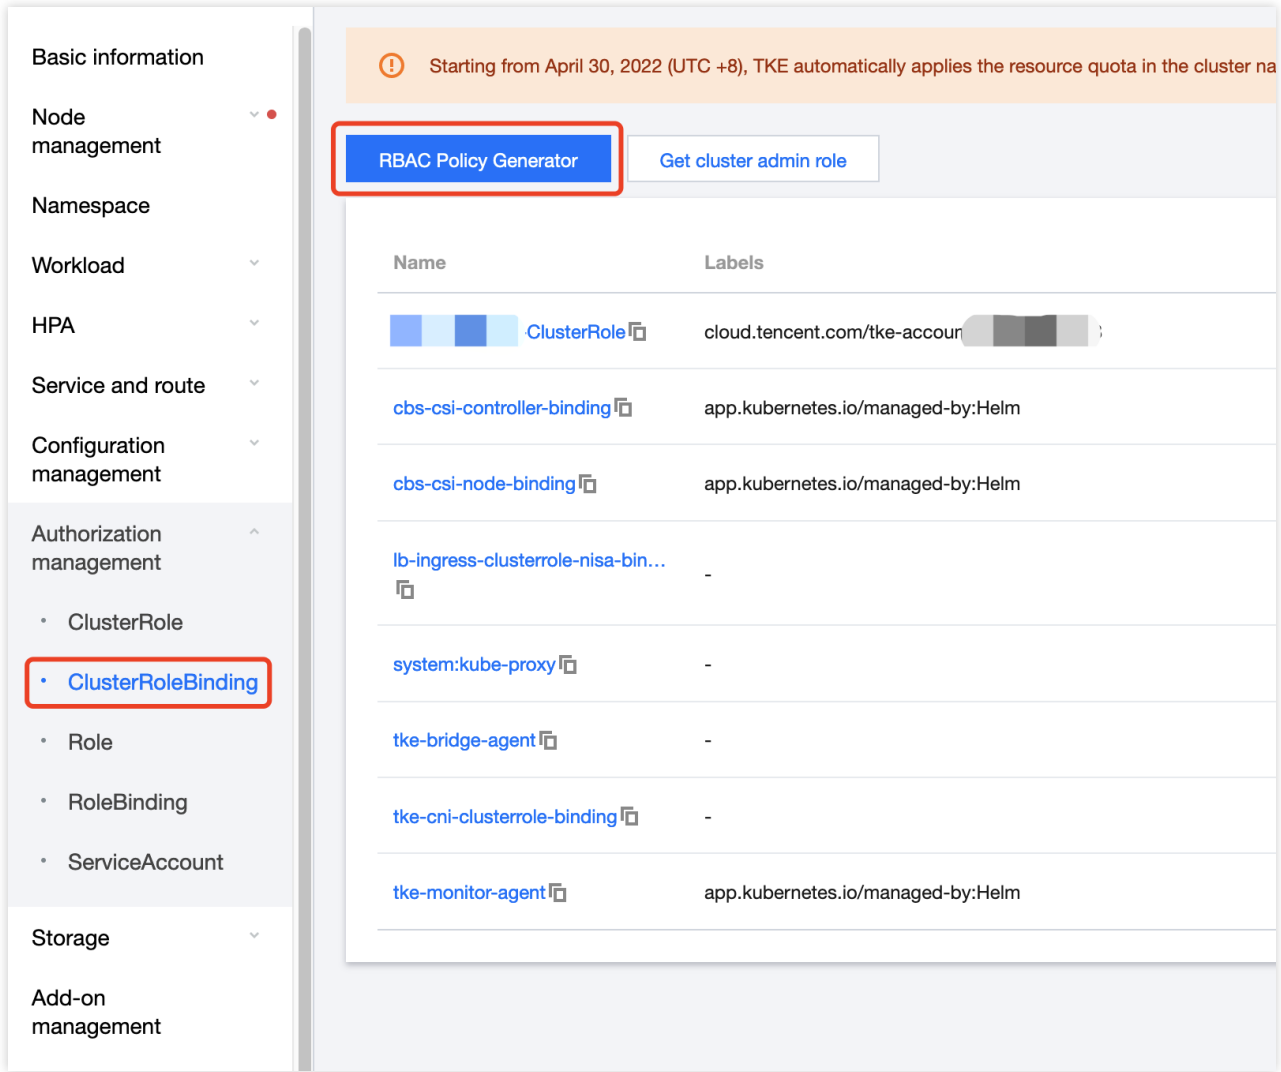 Basic information
Node
management
Namespace
Workload
HPA
Service and route
Configuration
management
Authorization
management
ClusterRole
ClusterRoleBinding
Role
RoleBinding
ServiceAccount
Storage
Add-on
management
Starting from April 30, 2022 (UTC +8), TKE automatically applies the resource quota in the cluster na
RBAC Policy Generator
Get cluster admin role
Name Labels
-ClusterRole cloud.tencent.com/tke-accoun
cbs-csi-controller-binding app.kubernetes.io/managed-by:Helm
cbs-csi-node-binding app.kubernetes.io/managed-by:Helm
lb-ingress-clusterrole-nisa-bin... -
system:kube-proxy -
tke-bridge-agent -
tke-cni-clusterrole-binding -
tke-monitor-agent app.kubernetes.io/managed-by:Helm